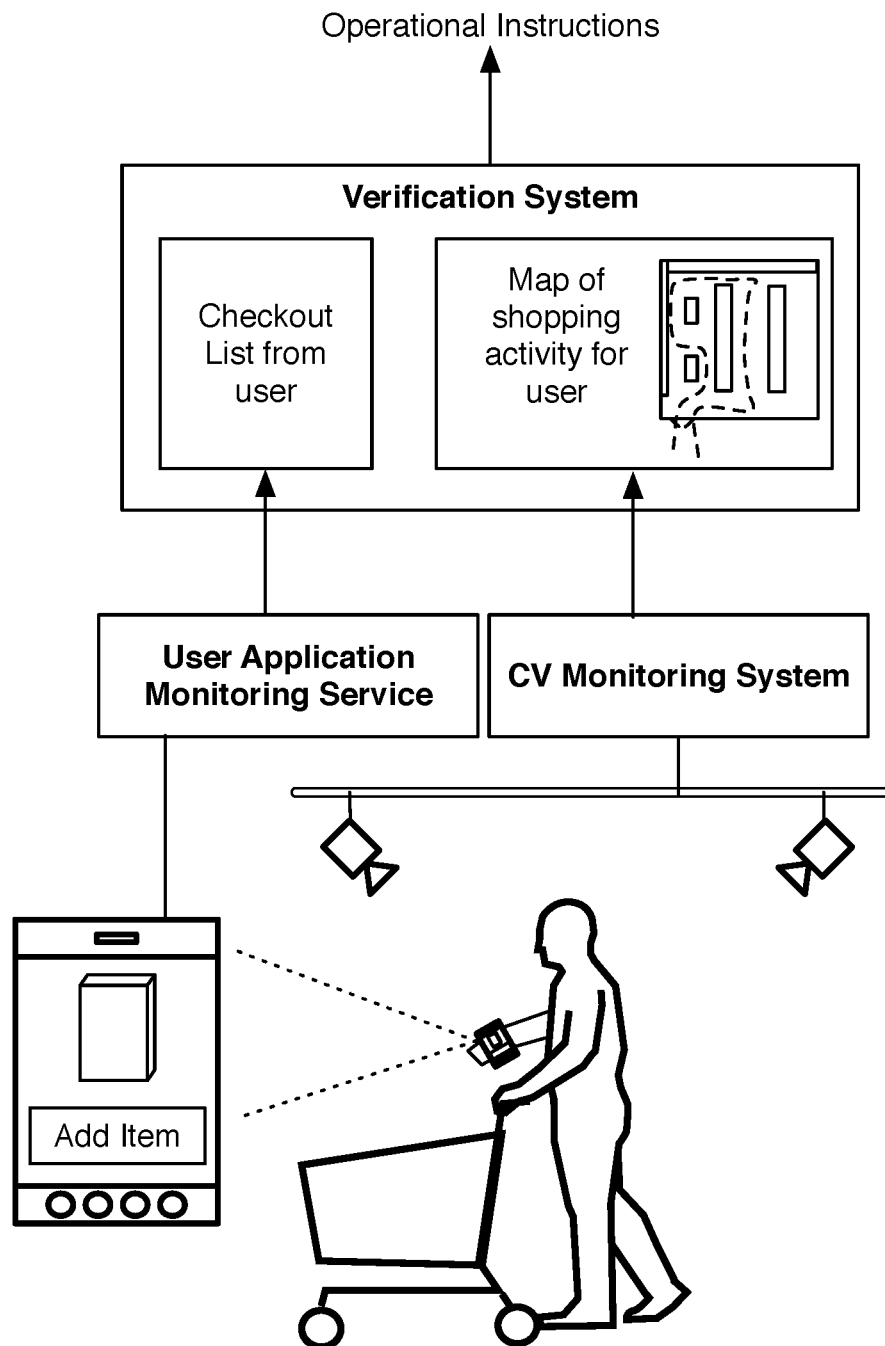 Operational Instructions
Verification System
Checkout
List from
user
Map of
shopping
activity for
user
User Application
Monitoring Service
CV Monitoring System
Add Item